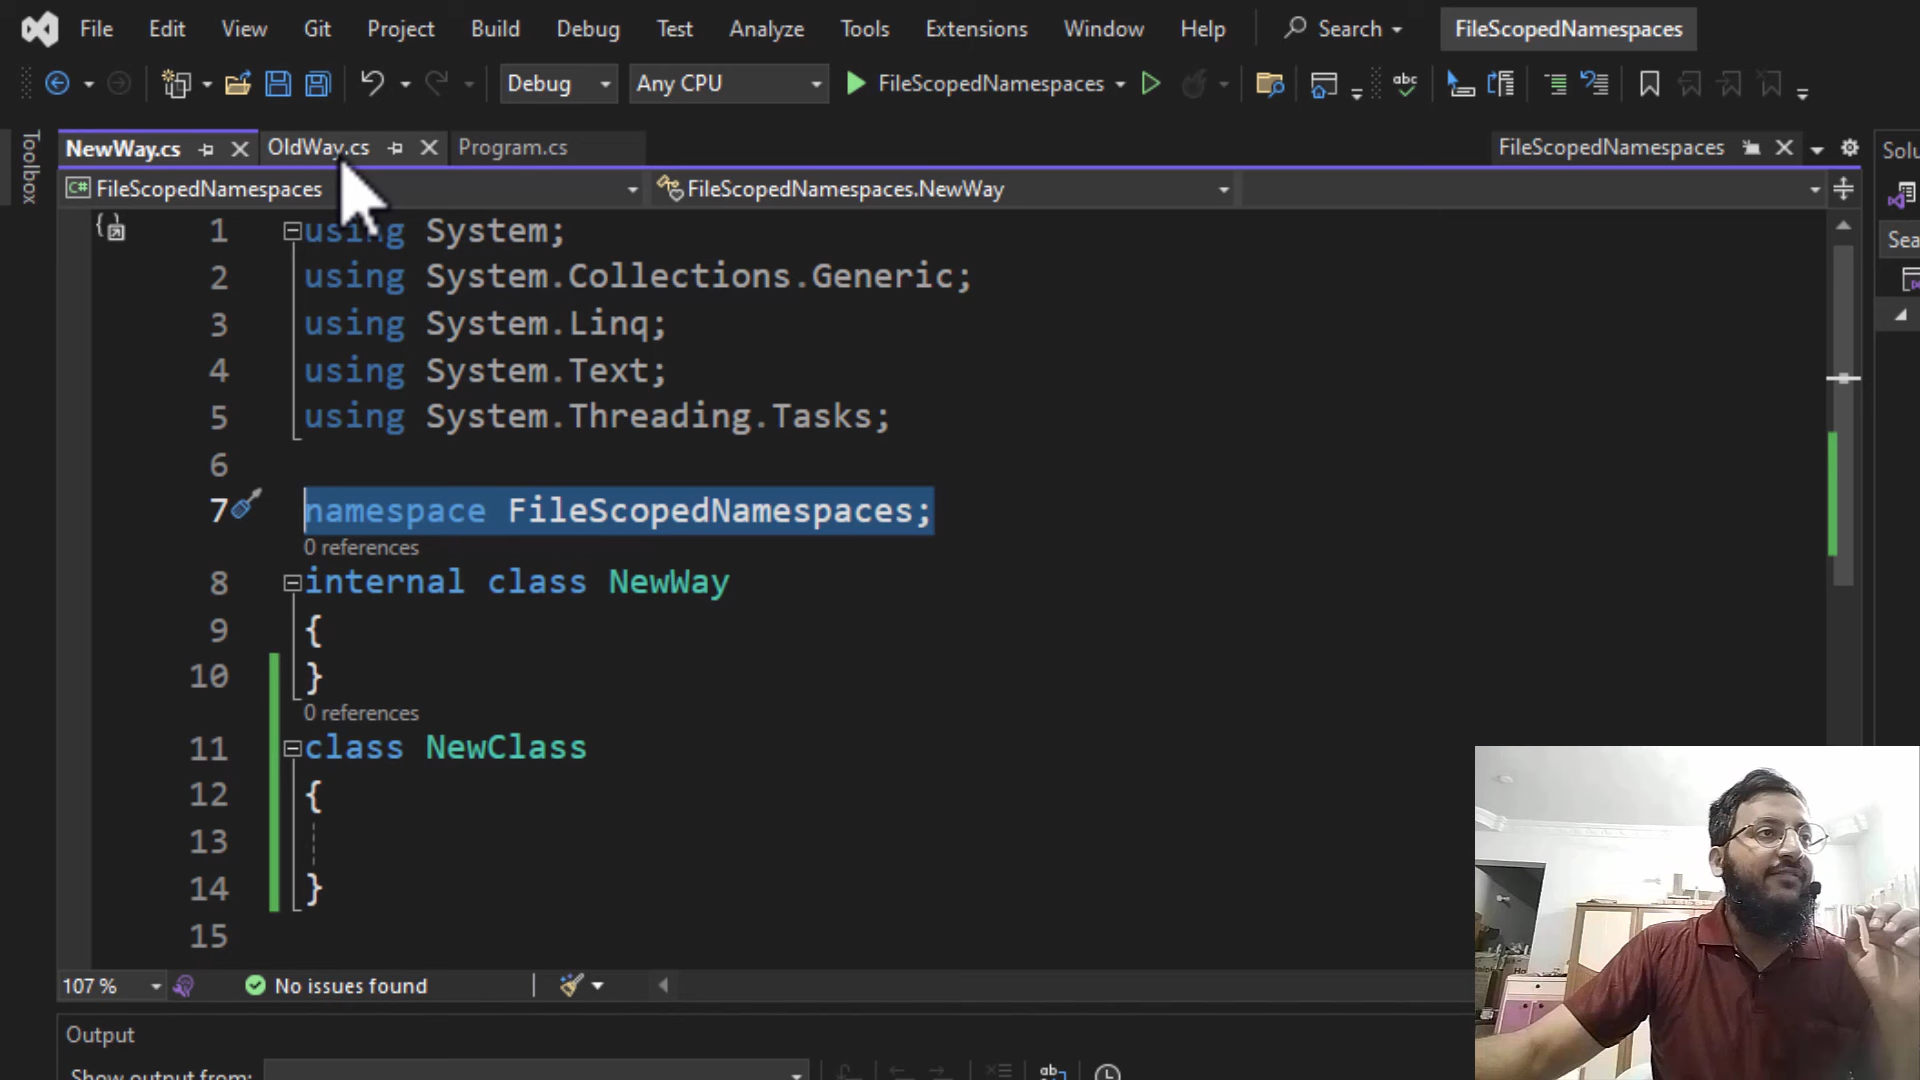 File Edit View Git Project Build Debug Test Analyze Tools Extensions Window Help Search FileScopedNamespaces
Debug Any CPU FileScopedNamespaces abc
NewWay.cs OldWay.cs Program.cs FileScopedNamespaces
Toolbox
Solu
C# FileScopedNamespaces FileScopedNamespaces.NewWay
Sea
1 using System;
2 using System.Collections.Generic;
3 using System.Linq;
4 using System.Text;
5 using System.Threading.Tasks;
6
7 namespace FileScopedNamespaces;
0 references
8 internal class NewWay
9 {
10 }
0 references
11 class NewClass
12 {
13
14 }
15
107 % No issues found
Output
Show output from: